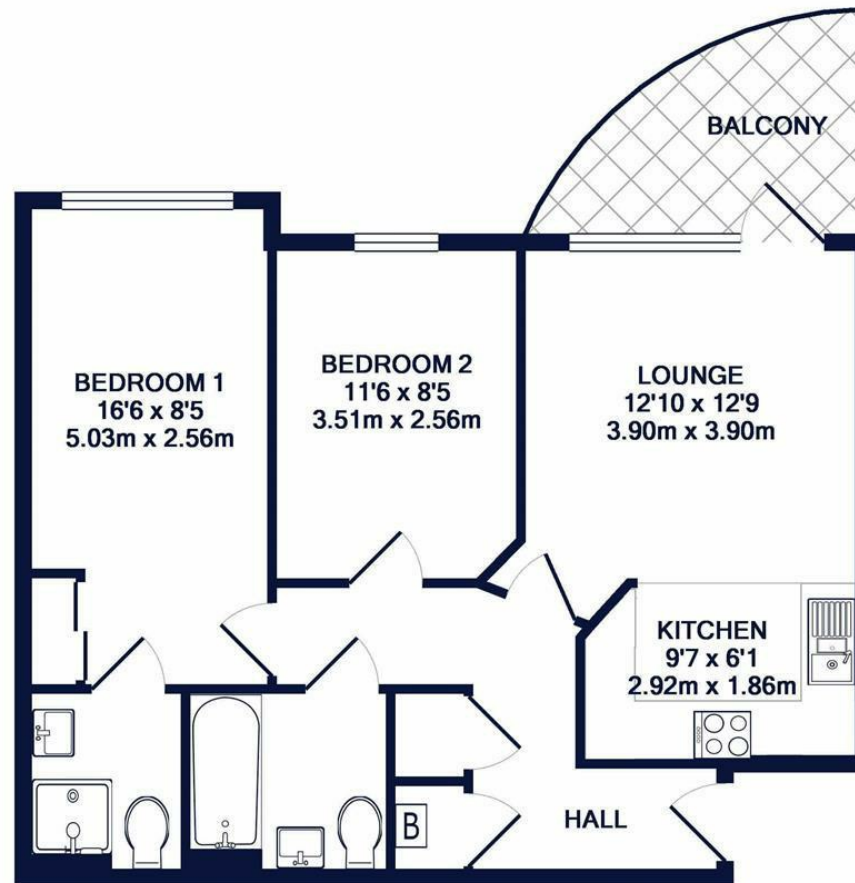 BALCONY
BEDROOM 1
16'6 x 8'5
5.03m x 2.56m
BEDROOM 2
11'6 x 8'5
3.51m x 2.56m
LOUNGE
12'10 x 12'9
3.90m x 3.90m
KITCHEN
9'7 x 6'1
2.92m x 1.86m
B
HALL